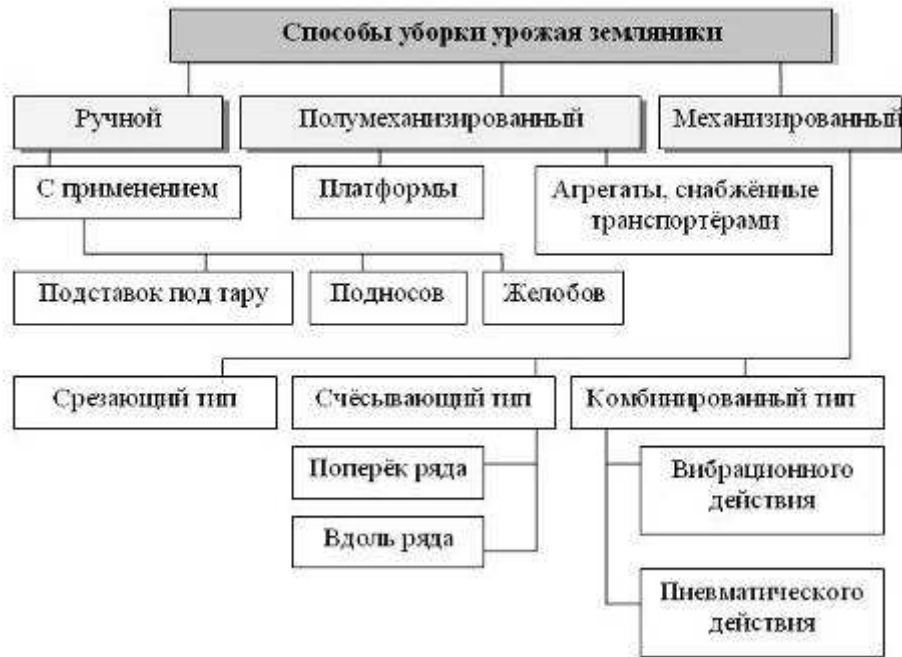 Способы уборки урожая земляники
Ручной
Полумеханизированный
Механизированный
С применением
Платформы
Агрегаты, снабжённые
транспортёрами
Подставок под тару
Подносов
Желобов
Срезающий тип
Счёсывающий тип
Комбинированный тип
Поперёк ряда
Вдоль ряда
Вибрационного
действия
Пневматического
действия